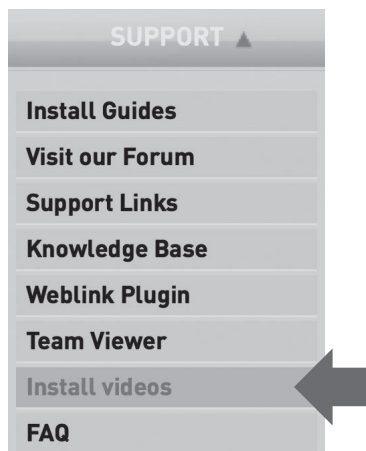 SUPPORT ▲
Install Guides
Visit our Forum
Support Links
Knowledge Base
Weblink Plugin
Team Viewer
Install videos
FAQ